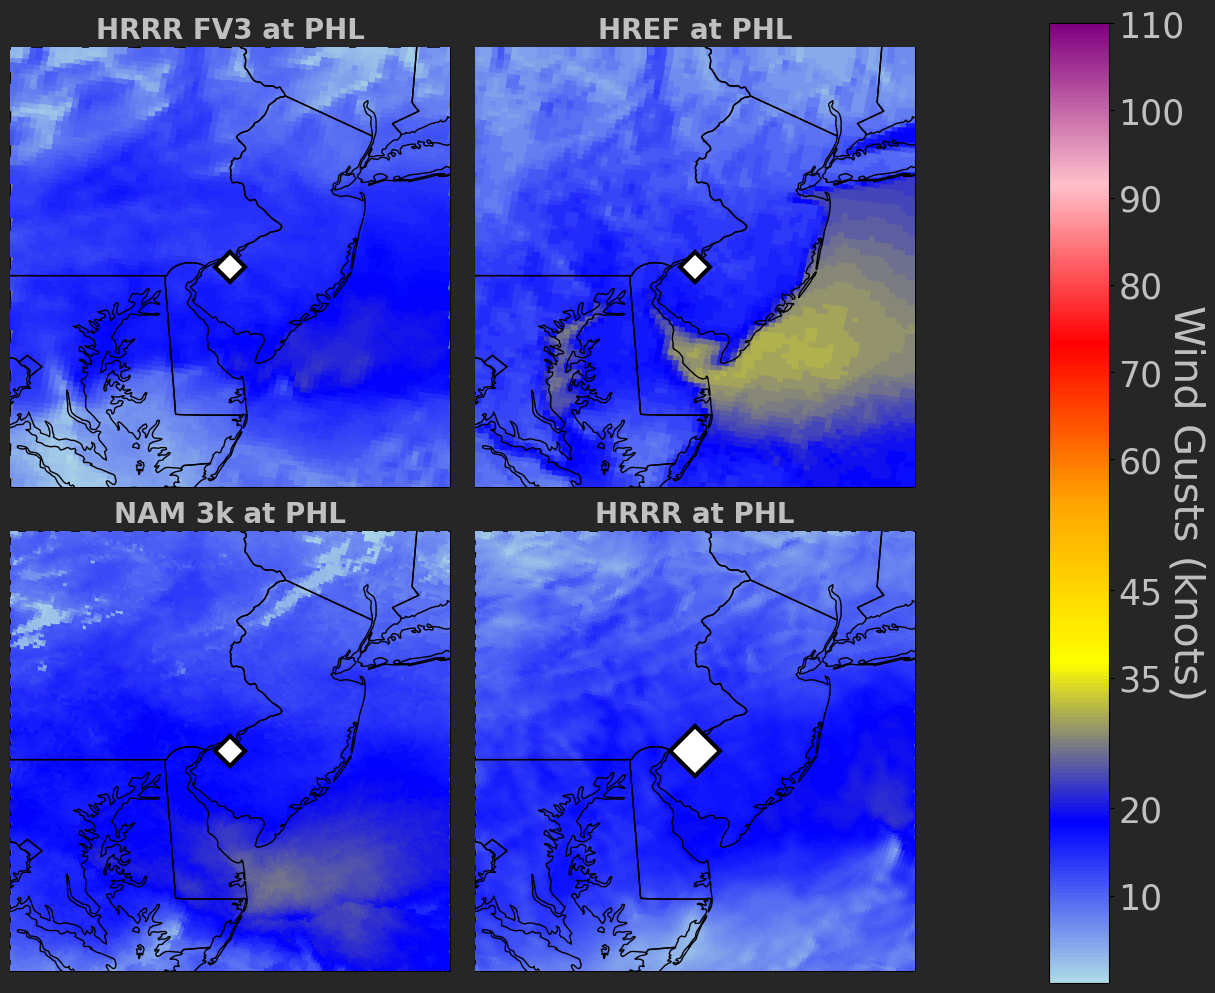 HRRR FV3 at PHL
HREF at PHL
NAM 3k at PHL
HRRR at PHL
110
100
90
80
70
60
45
35
20
10
Wind Gusts (knots)